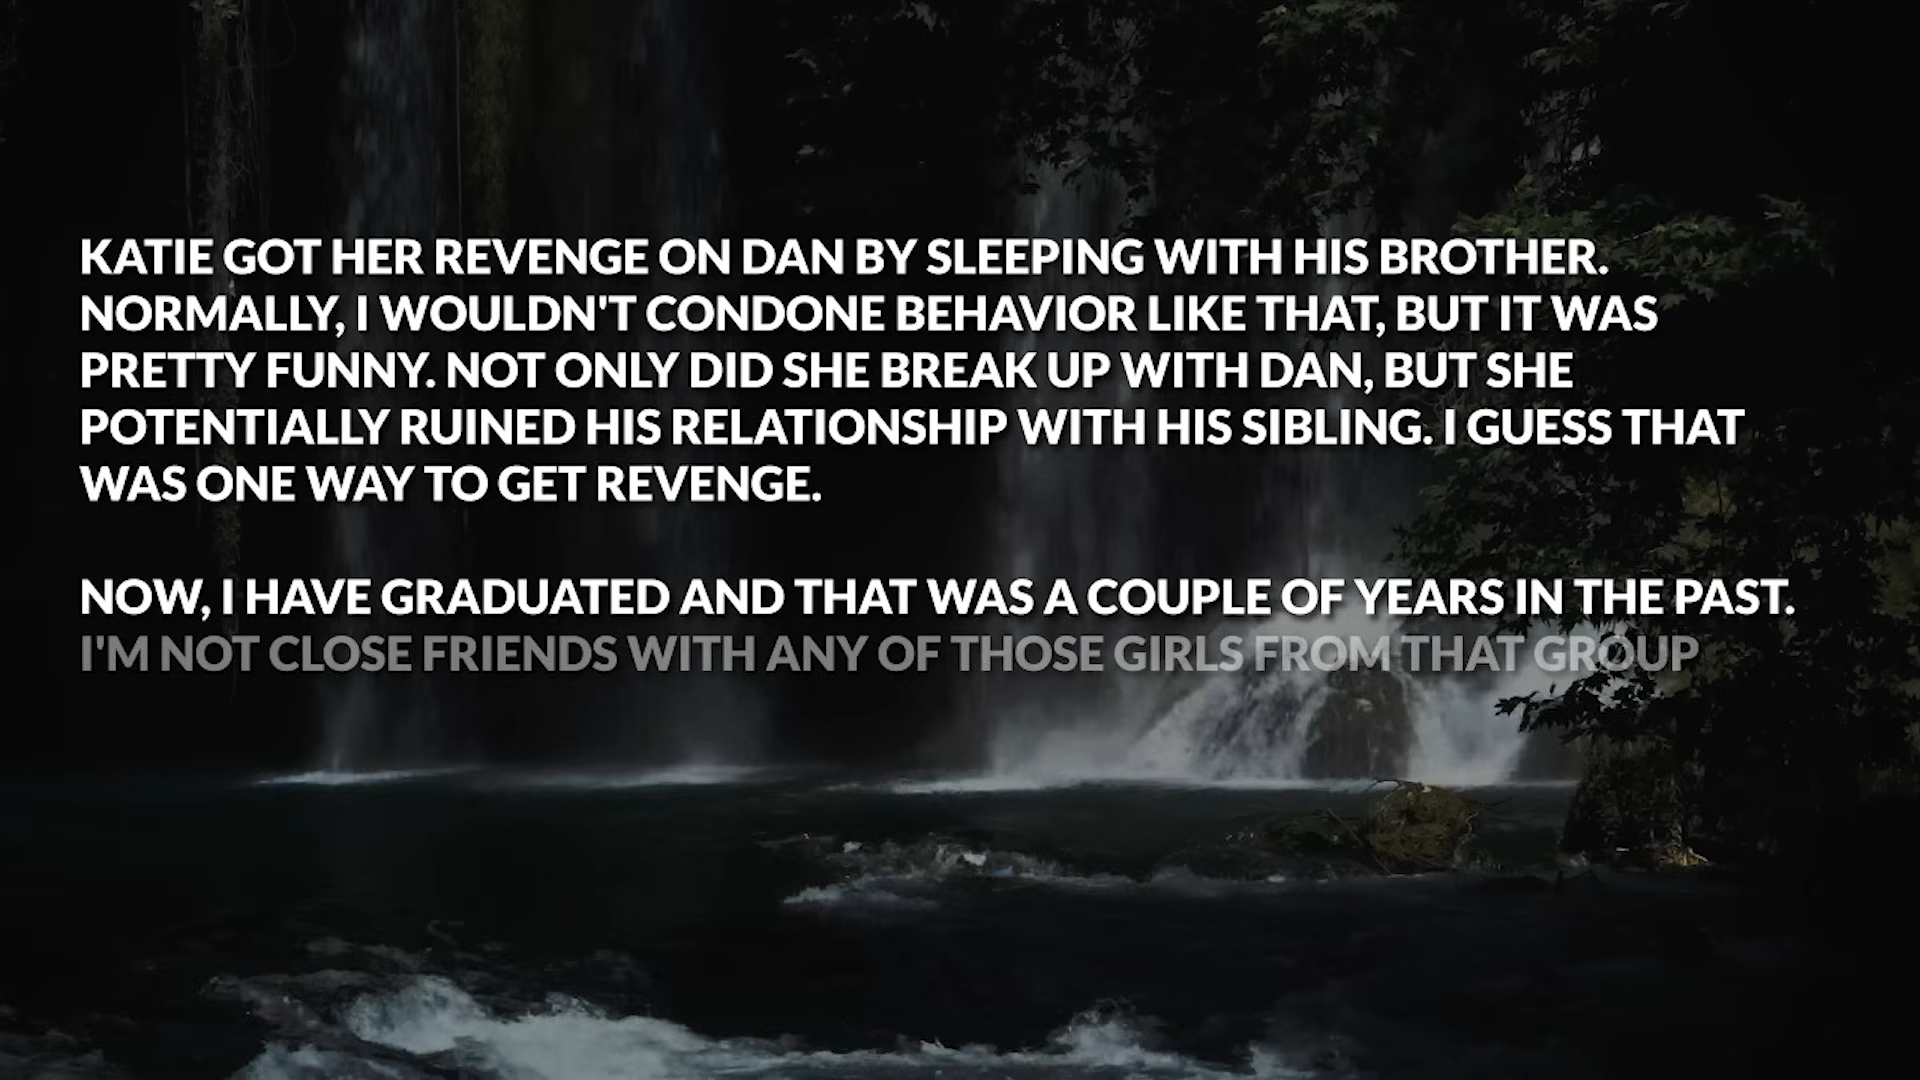 KATIE GOT HER REVENGE ON DAN BY SLEEPING WITH HIS BROTHER.
NORMALLY, I WOULDN'T CONDONE BEHAVIOR LIKE THAT, BUT IT WAS
PRETTY FUNNY. NOT ONLY DID SHE BREAK UP WITH DAN, BUT SHE
POTENTIALLY RUINED HIS RELATIONSHIP WITH HIS SIBLING. I GUESS THAT
WAS ONE WAY TO GET REVENGE.
NOW, I HAVE GRADUATED AND THAT WAS A COUPLE OF YEARS IN THE PAST.
I'M NOT CLOSE FRIENDS WITH ANY OF THOSE GIRLS FROM THAT GROUP